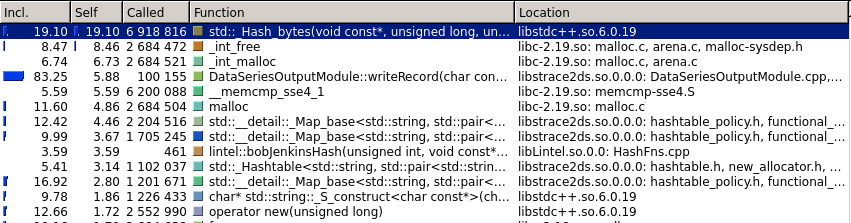 Incl. Self Called Function Location
19.10 19.10 6 918 816 std::_Hash_bytes(void const*, unsigned long, un... libstdc++.so.6.0.19
8.47 8.46 2 684 472 _int_free libc-2.19.so: malloc.c, arena.c, malloc-sysdep.h
6.74 6.73 2 684 521 _int_malloc libc-2.19.so: malloc.c, arena.c
83.25 5.88 100 155 DataSeriesOutputModule::writeRecord(char con... libstrace2ds.so.0.0.0: DataSeriesOutputModule.cpp,...
5.59 5.59 6 200 088 __memcmp_sse4_1 libc-2.19.so: memcmp-sse4.S
11.60 4.86 2 684 504 malloc libc-2.19.so: malloc.c
12.42 4.46 2 204 516 std::__detail::_Map_base<std::string, std::pair<... libstrace2ds.so.0.0.0: hashtable_policy.h, functional_...
9.99 3.67 1 705 245 std::__detail::_Map_base<std::string, std::pair<... libstrace2ds.so.0.0.0: hashtable_policy.h, functional_...
3.59 3.59 461 lintel::bobJenkinsHash(unsigned int, void const*... libLintel.so.0.0: HashFns.cpp
5.41 3.14 1 102 037 std::_Hashtable<std::string, std::pair<std::strin... libstrace2ds.so.0.0.0: hashtable.h, new_allocator.h, ...
16.92 2.80 1 201 671 std::__detail::_Map_base<std::string, std::pair<... libstrace2ds.so.0.0.0: hashtable_policy.h, functional_...
9.78 1.86 1 226 433 char* std::string::_S_construct<char const*>(ch... libstdc++.so.6.0.19
12.66 1.72 2 552 990 operator new(unsigned long) libstdc++.so.6.0.19